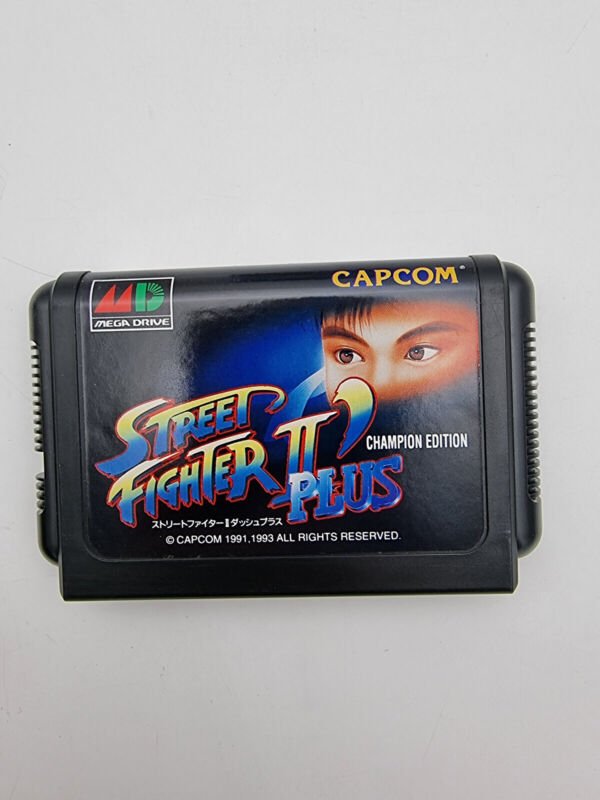 CAPCOM®
MD
MEGA DRIVE
STREET
FIGHTER II' PLUS
CHAMPION EDITION
ストリートファイターIIダッシュプラス
© CAPCOM 1991,1993 ALL RIGHTS RESERVED.